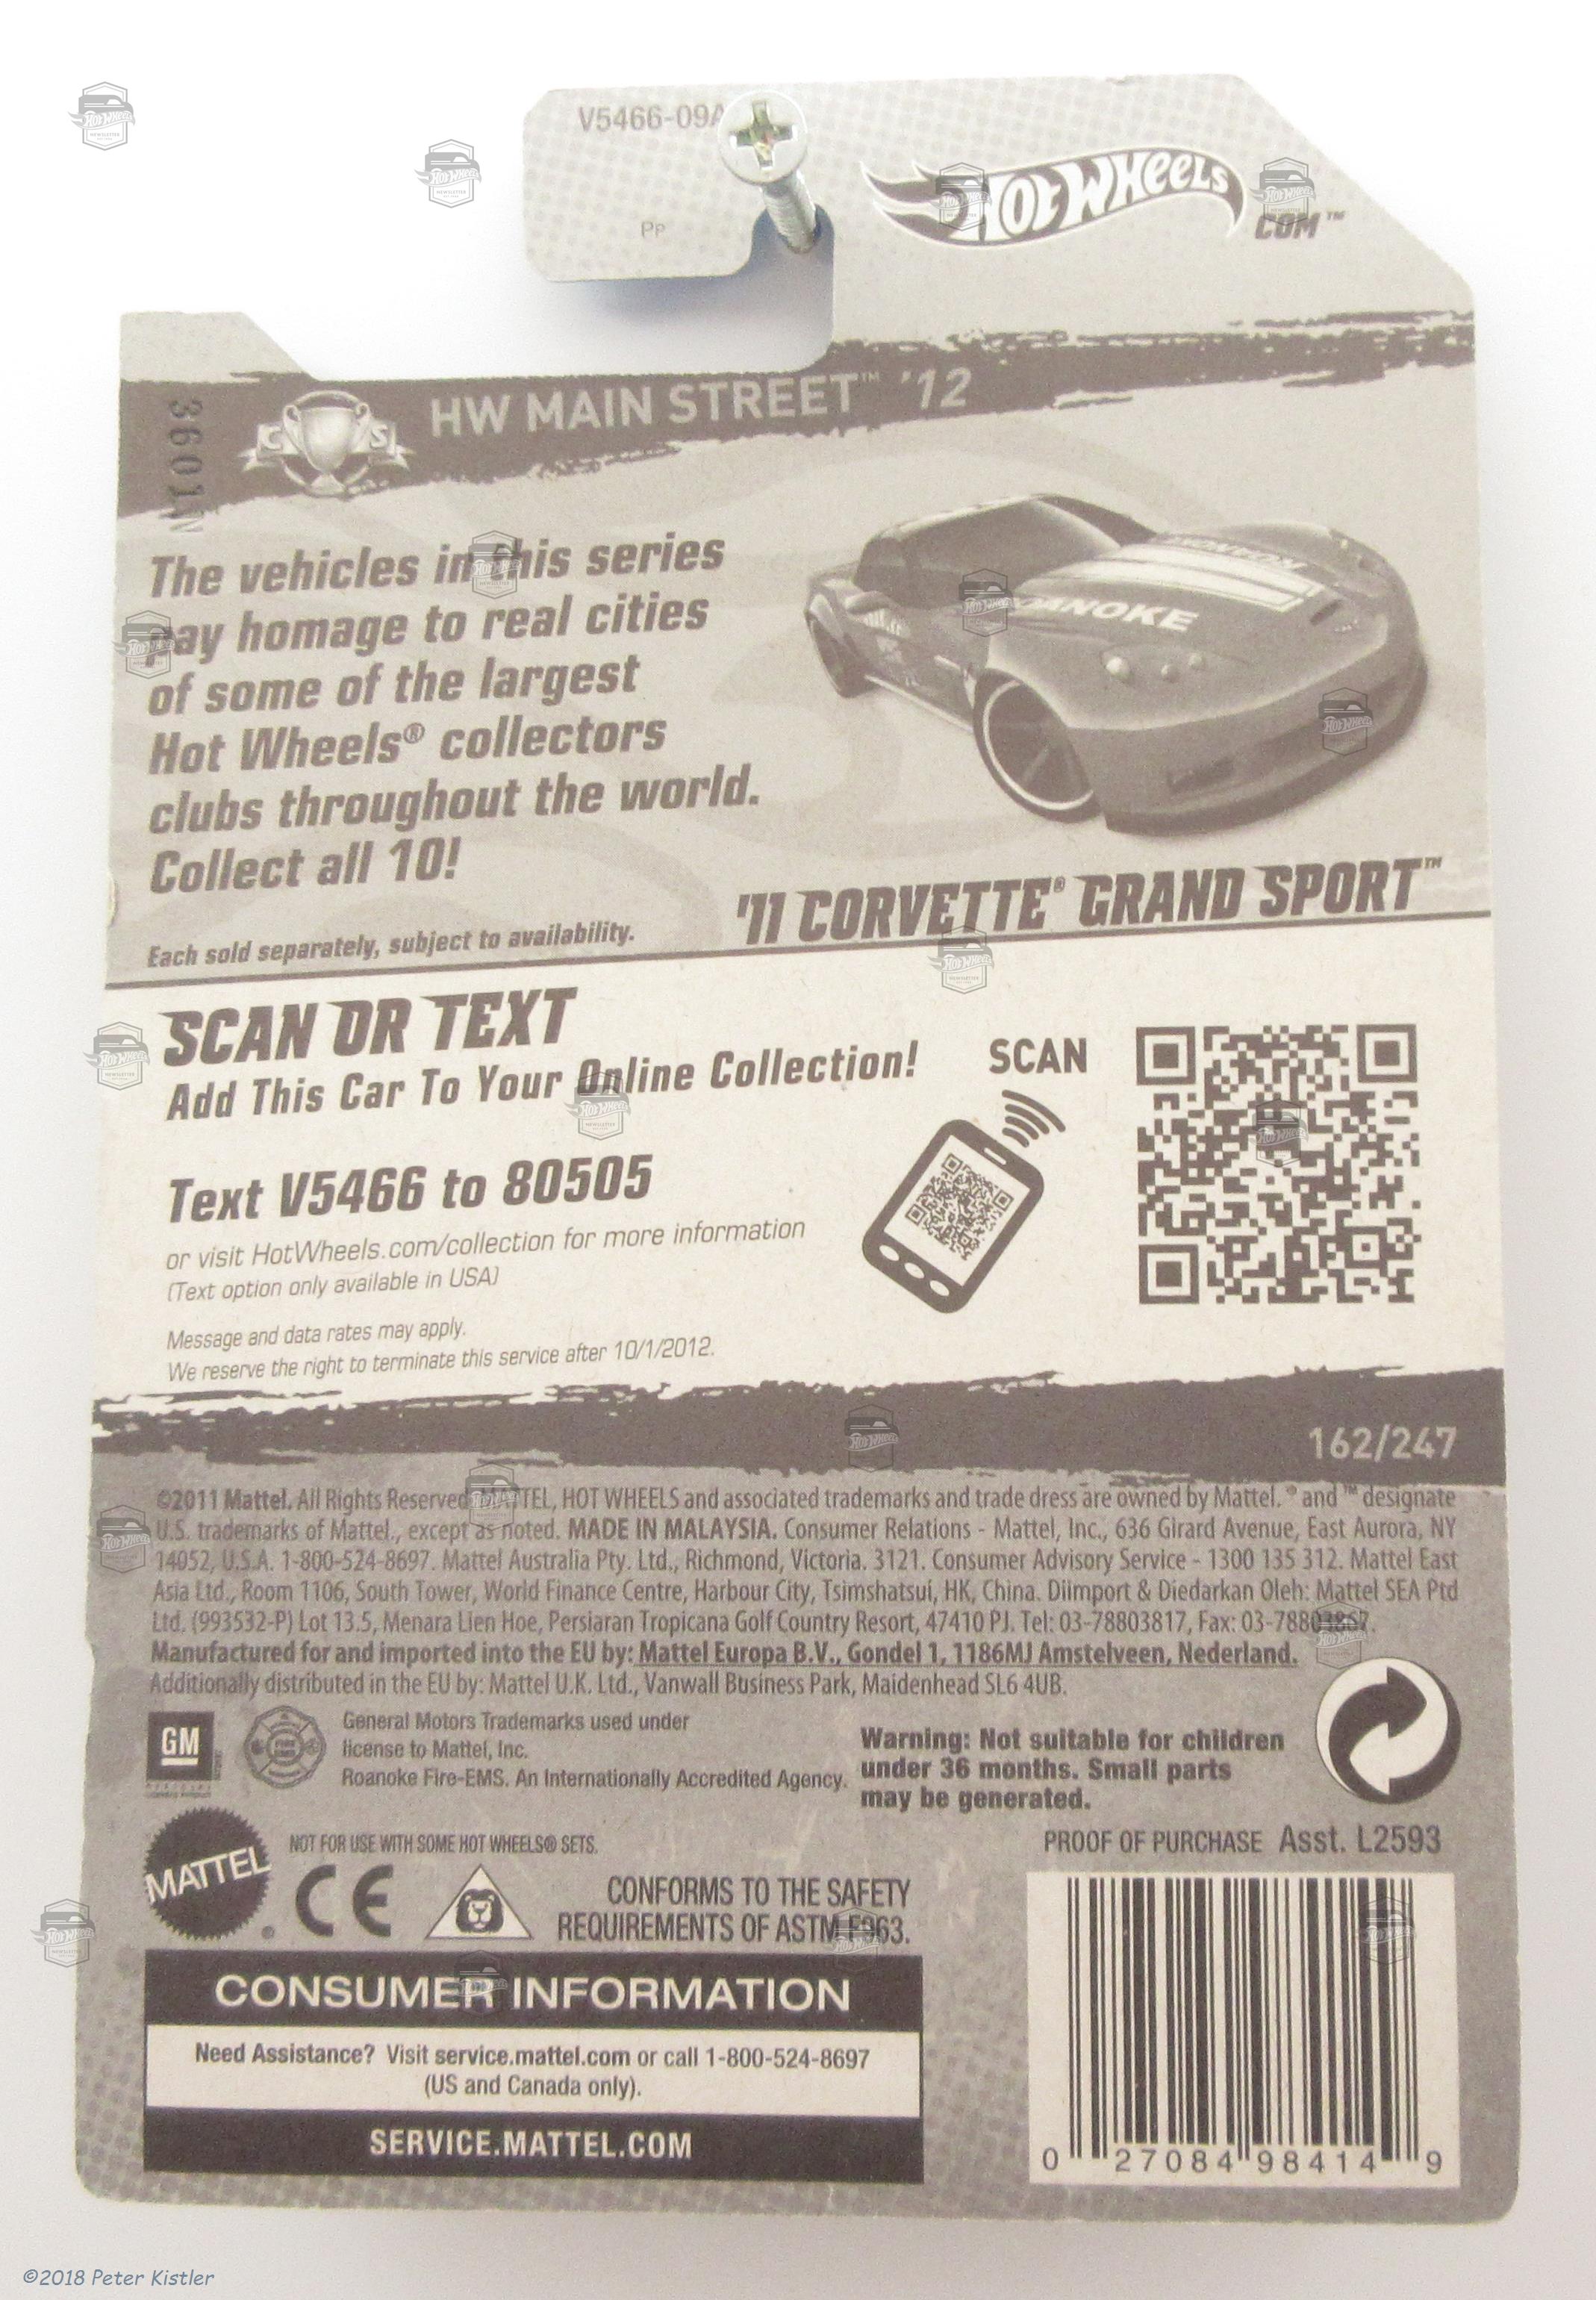 V5466-09A
Hot Wheels
.COM™
PP
HW MAIN STREET™ '12
3601
C S
The vehicles in this series
pay homage to real cities
of some of the largest
Hot Wheels® collectors
clubs throughout the world.
Collect all 10!
ROANOKE
'11 CORVETTE® GRAND SPORT™
Each sold separately, subject to availability.
SCAN OR TEXT
Add This Car To Your Online Collection!
SCAN
Text V5466 to 80505
or visit HotWheels.com/collection for more information
(Text option only available in USA)
Message and data rates may apply.
We reserve the right to terminate this service after 10/1/2012.
162/247
©2011 Mattel. All Rights Reserved. MATTEL, HOT WHEELS and associated trademarks and trade dress are owned by Mattel. ® and ™ designate
U.S. trademarks of Mattel., except as noted. MADE IN MALAYSIA. Consumer Relations - Mattel, Inc., 636 Girard Avenue, East Aurora, NY
14052, U.S.A. 1-800-524-8697. Mattel Australia Pty. Ltd., Richmond, Victoria. 3121. Consumer Advisory Service - 1300 135 312. Mattel East
Asia Ltd., Room 1106, South Tower, World Finance Centre, Harbour City, Tsimshatsui, HK, China. Diimport & Diedarkan Oleh: Mattel SEA Ptd
Ltd. (993532-P) Lot 13.5, Menara Lien Hoe, Persiaran Tropicana Golf Country Resort, 47410 PJ. Tel: 03-78803817, Fax: 03-78803867.
Manufactured for and imported into the EU by: Mattel Europa B.V., Gondel 1, 1186MJ Amstelveen, Nederland.
Additionally distributed in the EU by: Mattel U.K. Ltd., Vanwall Business Park, Maidenhead SL6 4UB.
GM
General Motors Trademarks used under
license to Mattel, Inc.
Roanoke Fire-EMS. An Internationally Accredited Agency.
Warning: Not suitable for children
under 36 months. Small parts
may be generated.
PROOF OF PURCHASE Asst. L2593
MATTEL
NOT FOR USE WITH SOME HOT WHEELS® SETS.
CE
CONFORMS TO THE SAFETY
REQUIREMENTS OF ASTM F963.
CONSUMER INFORMATION
Need Assistance? Visit service.mattel.com or call 1-800-524-8697
(US and Canada only).
SERVICE.MATTEL.COM
0 27084 98414 9
©2018 Peter Kistler